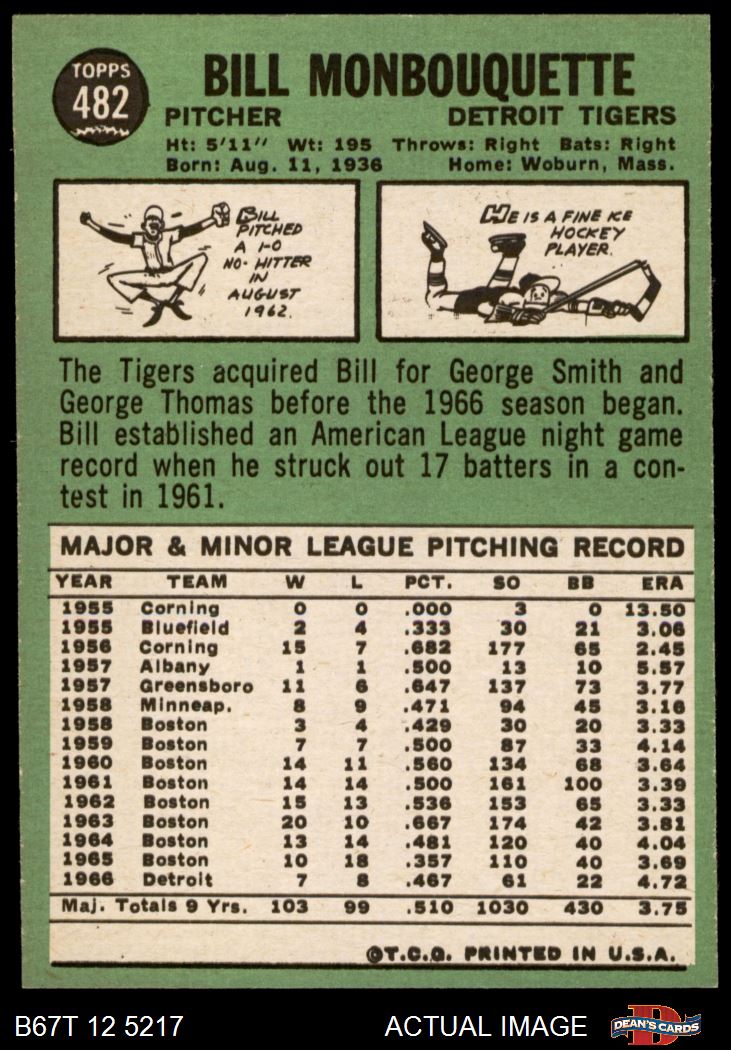 TOPPS
482
BILL MONBOUQUETTE
PITCHER DETROIT TIGERS
Ht: 5'11" Wt: 195 Throws: Right Bats: Right
Born: Aug. 11, 1936 Home: Woburn, Mass.
BILL
PITCHED
A 1-0
NO-HITTER
IN
AUGUST
1962.
HE IS A FINE ICE
HOCKEY
PLAYER.
The Tigers acquired Bill for George Smith and
George Thomas before the 1966 season began.
Bill established an American League night game
record when he struck out 17 batters in a con-
test in 1961.
MAJOR & MINOR LEAGUE PITCHING RECORD
YEAR TEAM W L PCT. SO BB ERA
1955 Corning 0 0 .000 3 0 13.50
1955 Bluefield 2 4 .333 30 21 3.06
1956 Corning 15 7 .682 177 65 2.45
1957 Albany 1 1 .500 13 10 5.57
1957 Greensboro 11 6 .647 137 73 3.77
1958 Minneap. 8 9 .471 94 45 3.16
1958 Boston 3 4 .429 30 20 3.33
1959 Boston 7 7 .500 87 33 4.14
1960 Boston 14 11 .560 134 68 3.64
1961 Boston 14 14 .500 161 100 3.39
1962 Boston 15 13 .536 153 65 3.33
1963 Boston 20 10 .667 174 42 3.81
1964 Boston 13 14 .481 120 40 4.04
1965 Boston 10 18 .357 110 40 3.69
1966 Detroit 7 8 .467 61 22 4.72
Maj. Totals 9 Yrs. 103 99 .510 1030 430 3.75
©T.C.G. PRINTED IN U.S.A.
B67T 12 5217 ACTUAL IMAGE
DEAN'S CARDS